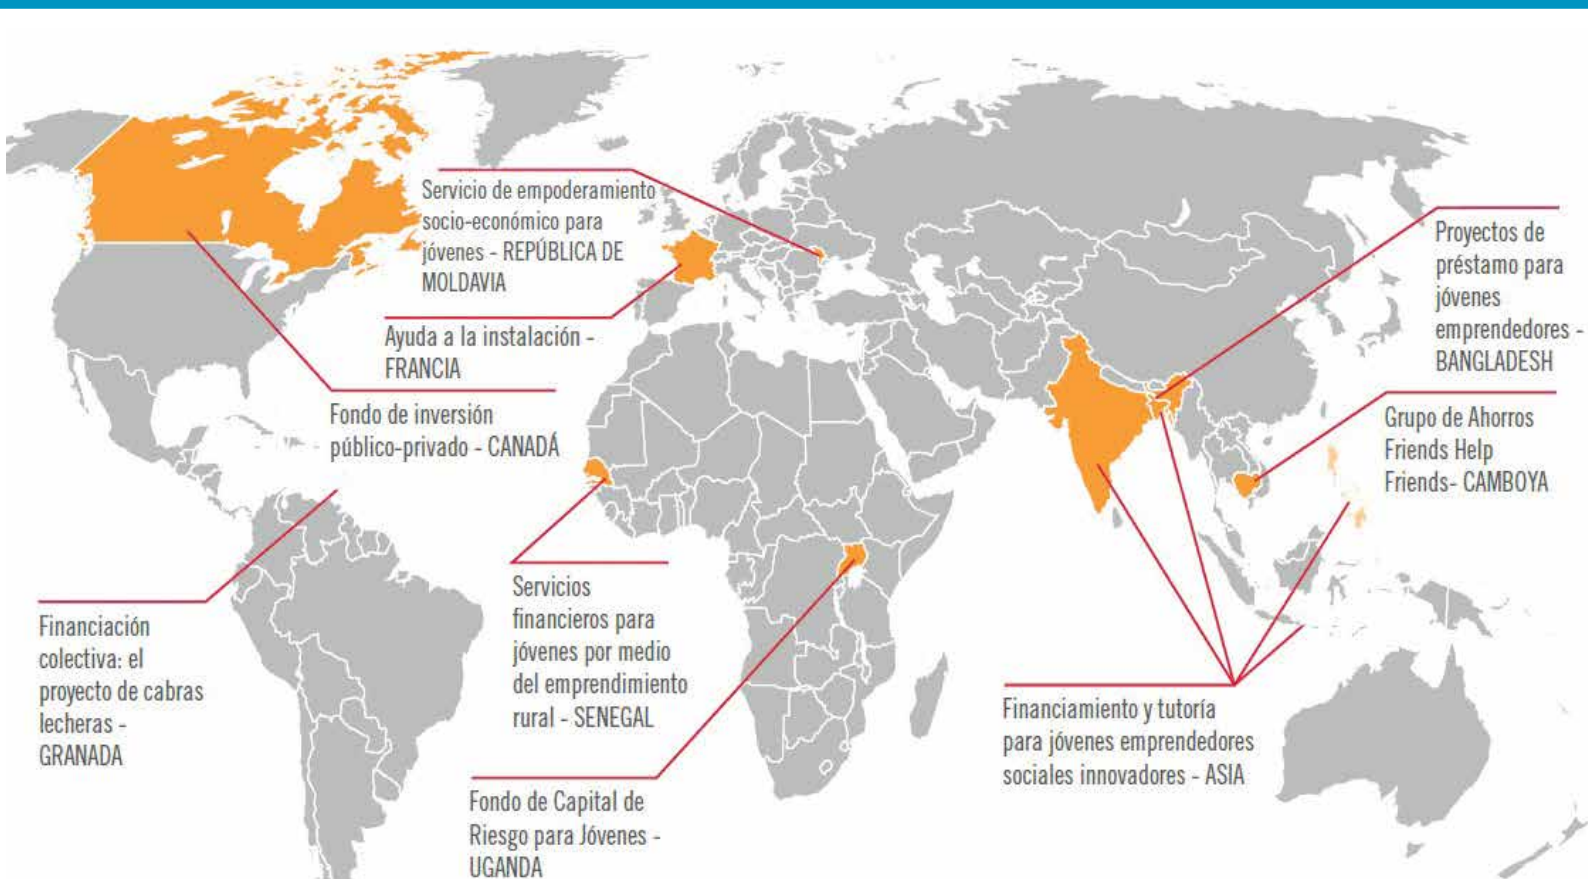 Servicio de empoderamiento
socio-económico para
jóvenes - REPÚBLICA DE
MOLDAVIA
Ayuda a la instalación -
FRANCIA
Fondo de inversión
público-privado - CANADÁ
Financiación
colectiva: el
proyecto de cabras
lecheras -
GRANADA
Servicios
financieros para
jóvenes por medio
del emprendimiento
rural - SENEGAL
Fondo de Capital de
Riesgo para Jóvenes -
UGANDA
Proyectos de
préstamo para
jóvenes
emprendedores -
BANGLADESH
Grupo de Ahorros
Friends Help
Friends- CAMBOYA
Financiamiento y tutoría
para jóvenes emprendedores
sociales innovadores - ASIA